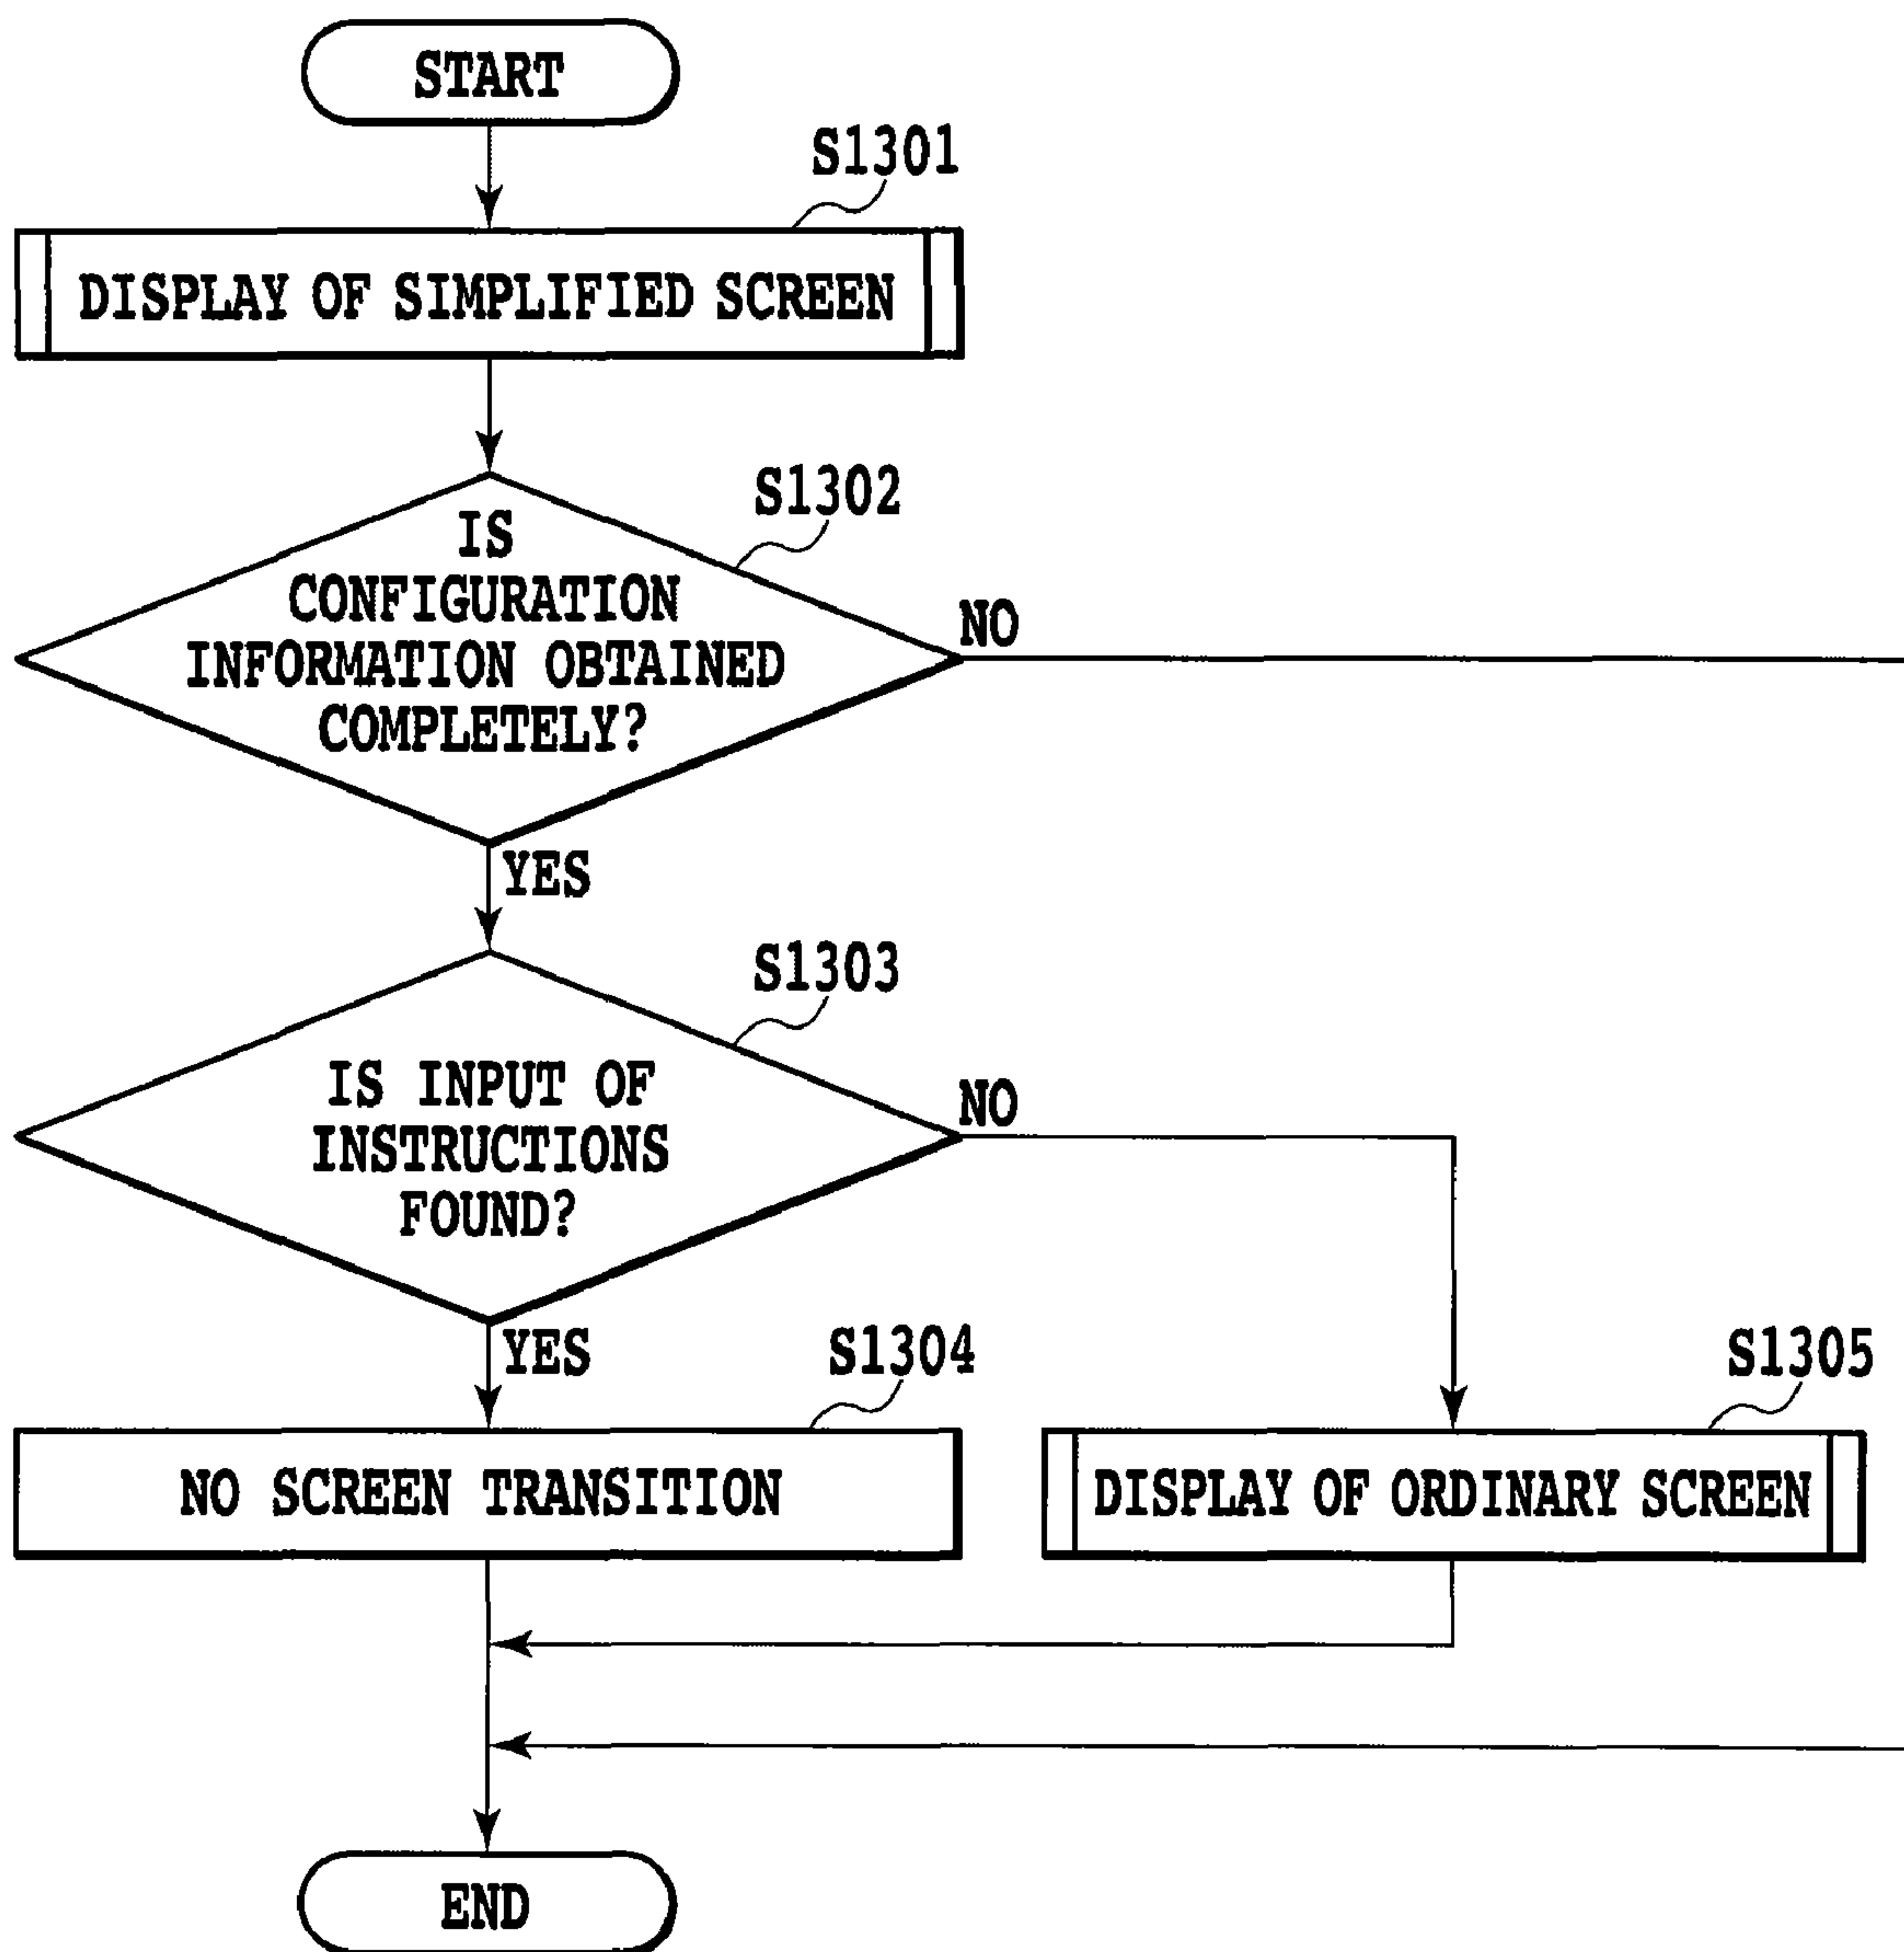 START
S1301
DISPLAY OF SIMPLIFIED SCREEN
S1302
IS
CONFIGURATION
INFORMATION OBTAINED
COMPLETELY?
NO
YES
S1303
IS INPUT OF
INSTRUCTIONS
FOUND?
NO
YES
S1304
NO SCREEN TRANSITION
S1305
DISPLAY OF ORDINARY SCREEN
END